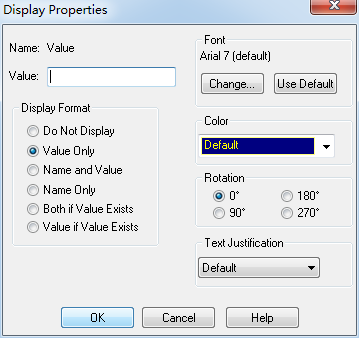 Display Properties
Name: Value
Value:
Display Format
Do Not Display
Value Only
Name and Value
Name Only
Both if Value Exists
Value if Value Exists
Font
Arial 7 (default)
Change... Use Default
Color
Default
Rotation
0° 180°
90° 270°
Text Justification
Default
OK Cancel Help